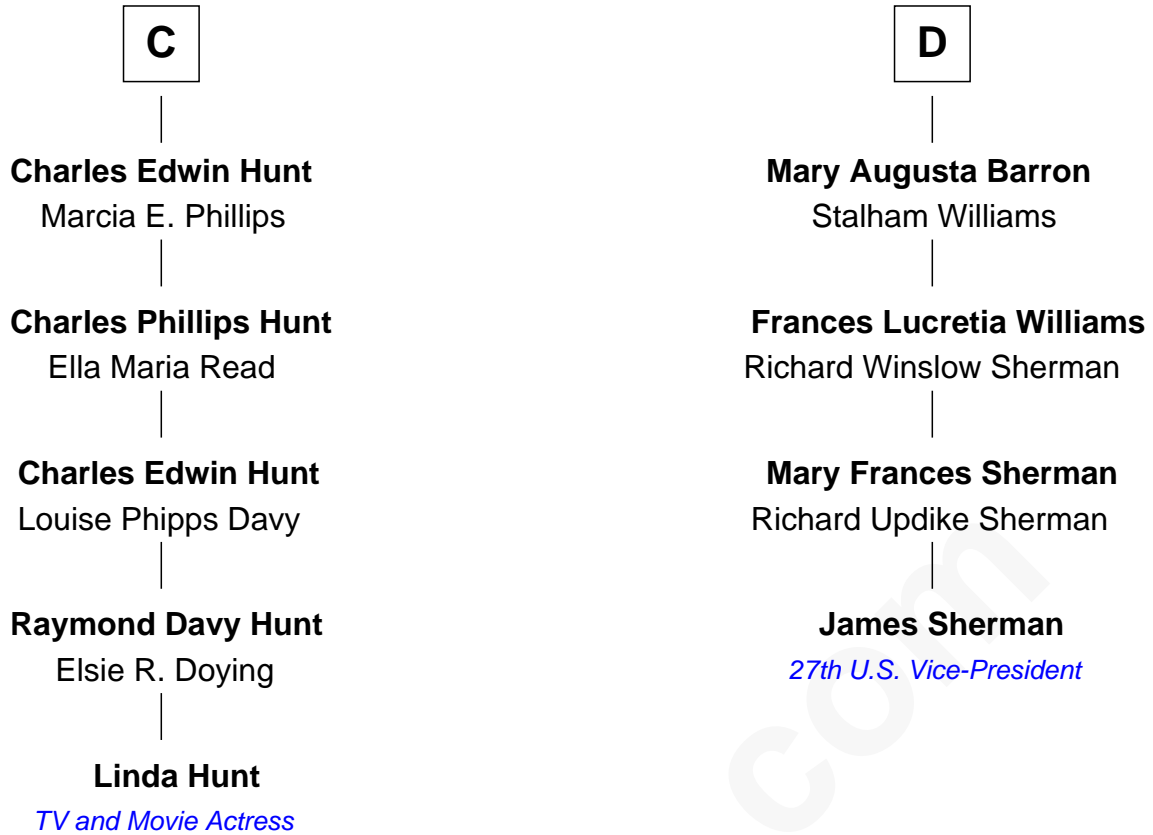 C
Charles Edwin Hunt
Marcia E. Phillips
Charles Phillips Hunt
Ella Maria Read
Charles Edwin Hunt
Louise Phipps Davy
Raymond Davy Hunt
Elsie R. Doying
Linda Hunt
TV and Movie Actress
D
Mary Augusta Barron
Stalham Williams
Frances Lucretia Williams
Richard Winslow Sherman
Mary Frances Sherman
Richard Updike Sherman
James Sherman
27th U.S. Vice-President
com